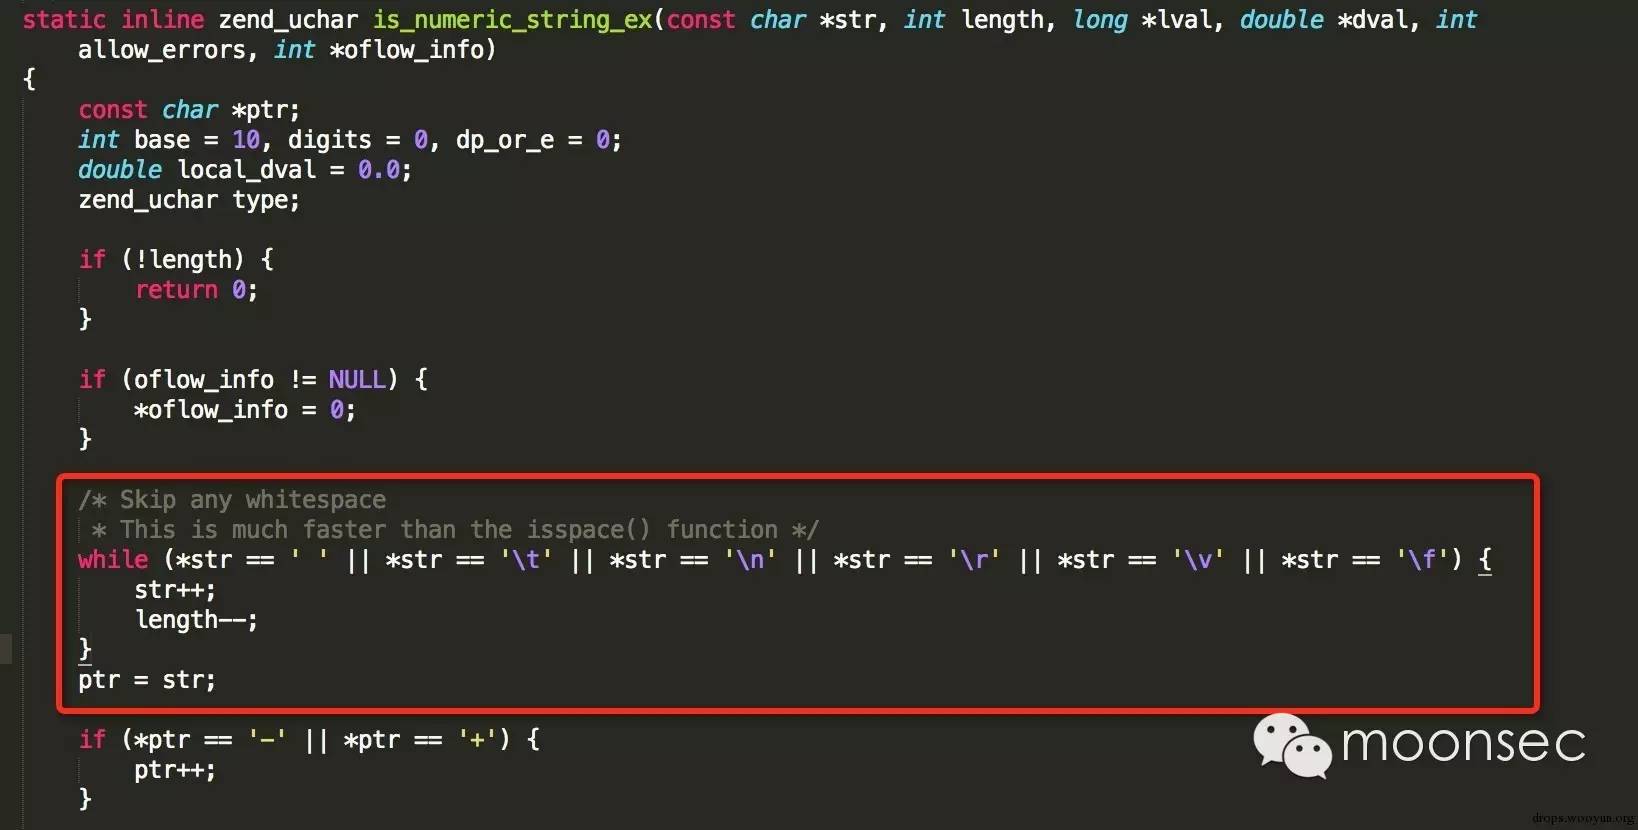 static inline zend_uchar is_numeric_string_ex(const char *str, int length, long *lval, double *dval, int
allow_errors, int *oflow_info)
{
const char *ptr;
int base = 10, digits = 0, dp_or_e = 0;
double local_dval = 0.0;
zend_uchar type;
if (!length) {
return 0;
}
if (oflow_info != NULL) {
*oflow_info = 0;
}
/* Skip any whitespace
* This is much faster than the isspace() function */
while (*str == ' ' || *str == '\t' || *str == '\n' || *str == '\r' || *str == '\v' || *str == '\f') {
str++;
length--;
}
ptr = str;
if (*ptr == '-' || *ptr == '+') {
ptr++;
}
moonsec
drops.wooyun.org